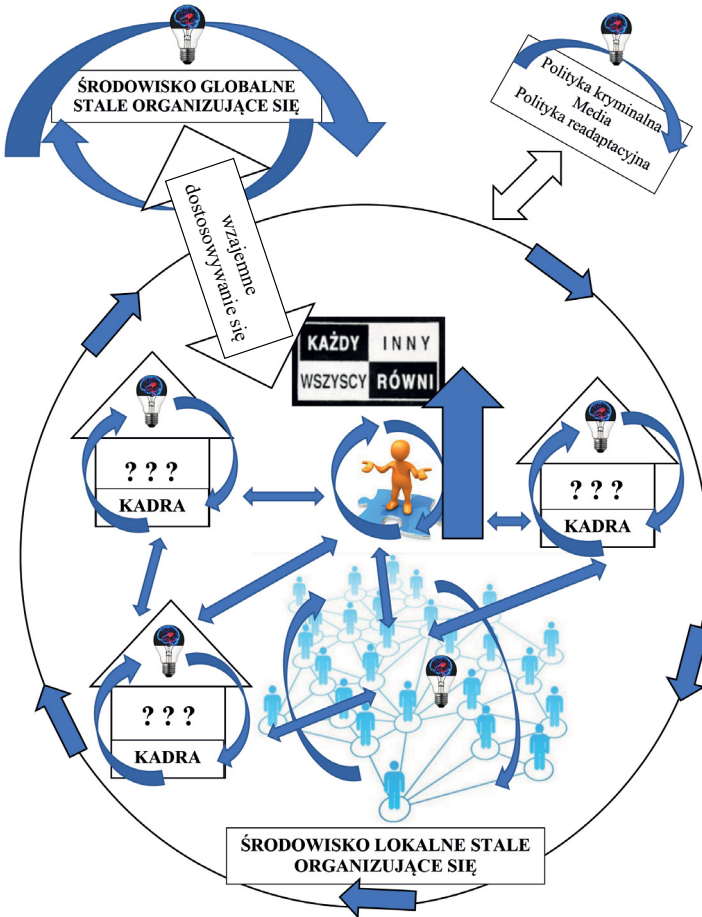 ŚRODOWISKO GLOBALNE
STALE ORGANIZUJĄCE SIĘ
Polityka kryminalna
Media
Polityka readaptacyjna
wzajemne
dostosowywanie się
KAŻDY INNY
WSZYSCY RÓWNI
? ? ?
KADRA
? ? ?
KADRA
? ? ?
KADRA
ŚRODOWISKO LOKALNE STALE
ORGANIZUJĄCE SIĘ